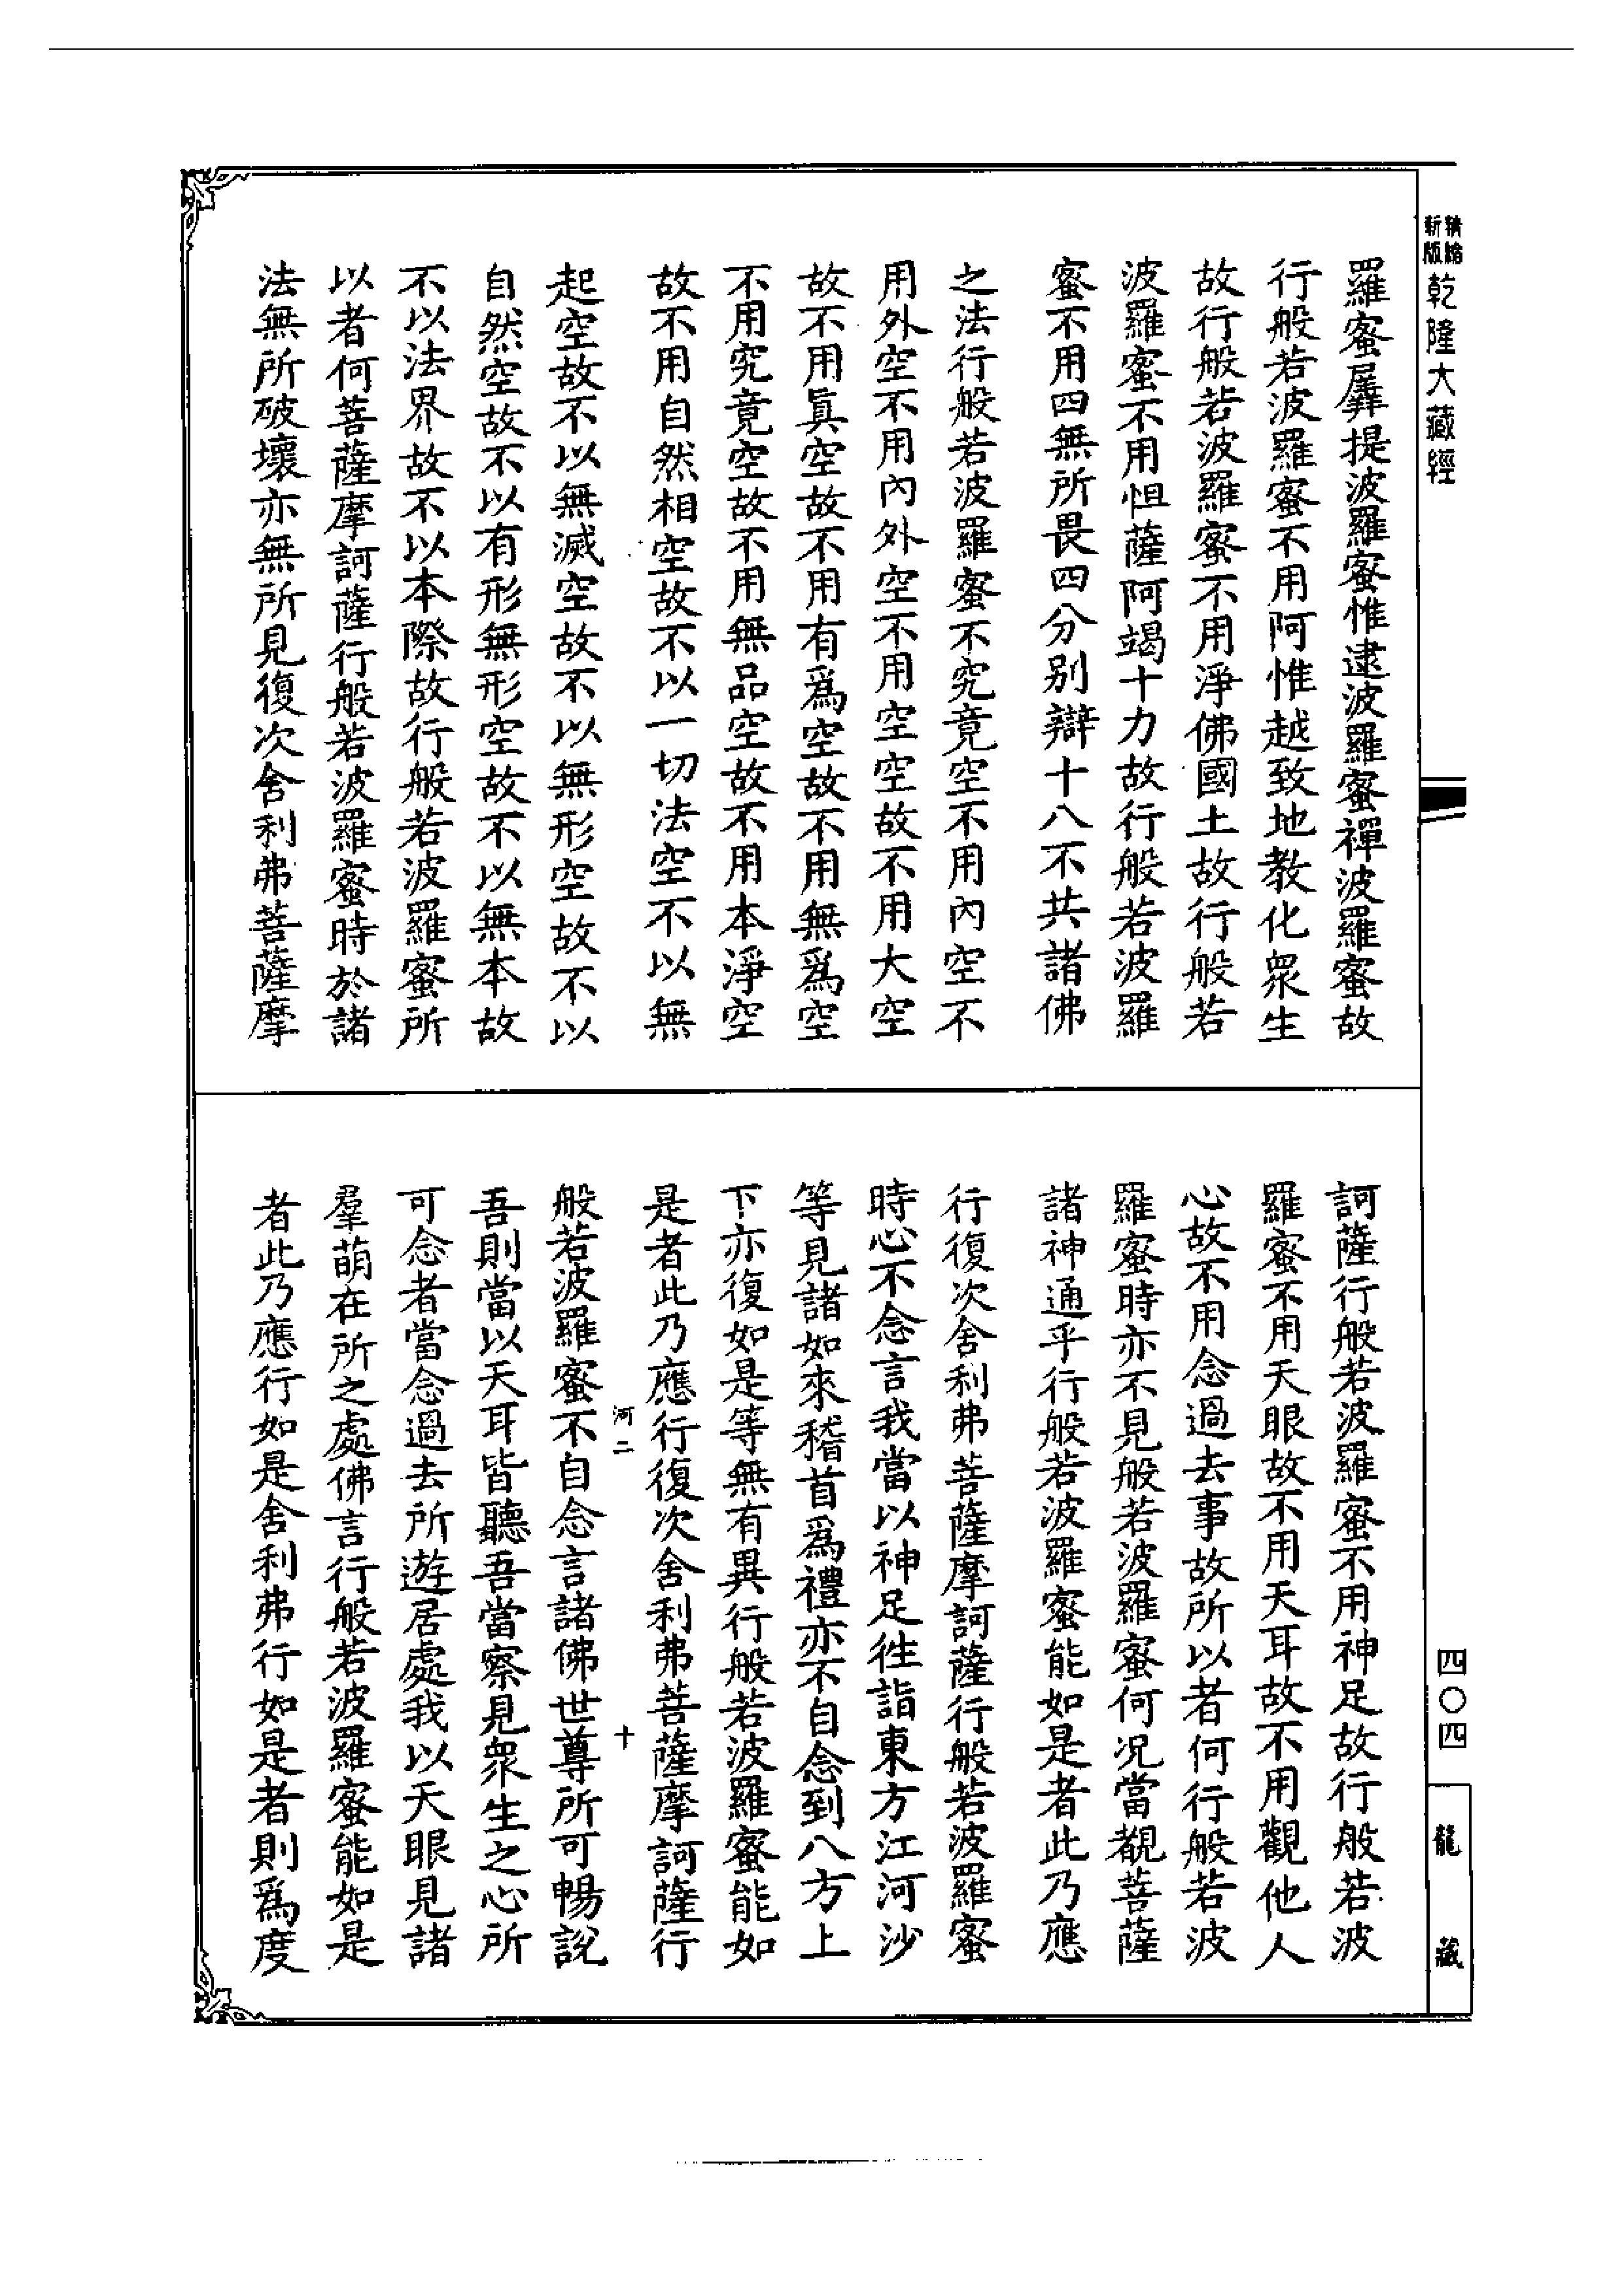 精縮
新版
乾隆大藏經
羅蜜羼提波羅蜜惟逮波羅蜜禪波羅蜜故
行般若波羅蜜不用阿惟越致地教化衆生
故行般若波羅蜜不用淨佛國土故行般若
波羅蜜不用怛薩阿竭十力故行般若波羅
蜜不用四無所畏四分别辯十八不共諸佛
之法行般若波羅蜜不究竟空不用內空不
用外空不用內外空不用空空故不用大空
故不用眞空故不用有爲空故不用無爲空
不用究竟空故不用無品空故不用本淨空
故不用自然相空故不以一切法空不以無
起空故不以無滅空故不以無形空故不以
自然空故不以有形無形空故不以無本故
不以法界故不以本際故行般若波羅蜜所
以者何菩薩摩訶薩行般若波羅蜜時於諸
法無所破壞亦無所見復次舍利弗菩薩摩
四〇四
龍藏
訶薩行般若波羅蜜不用神足故行般若波
羅蜜不用天眼故不用天耳故不用觀他人
心故不用念過去事故所以者何行般若波
羅蜜時亦不見般若波羅蜜何况當覩菩薩
諸神通乎行般若波羅蜜能如是者此乃應
行復次舍利弗菩薩摩訶薩行般若波羅蜜
時心不念言我當以神足徃詣東方江河沙
等見諸如來稽首爲禮亦不自念到八方上
下亦復如是等無有異行般若波羅蜜能如
是者此乃應行復次舍利弗菩薩摩訶薩行
河二　十
般若波羅蜜不自念言諸佛世尊所可暢說
吾則當以天耳皆聽吾當察見衆生之心所
可念者當念過去所遊居處我以天眼見諸
羣萌在所之處佛言行般若波羅蜜能如是
者此乃應行如是舍利弗行如是者則爲度